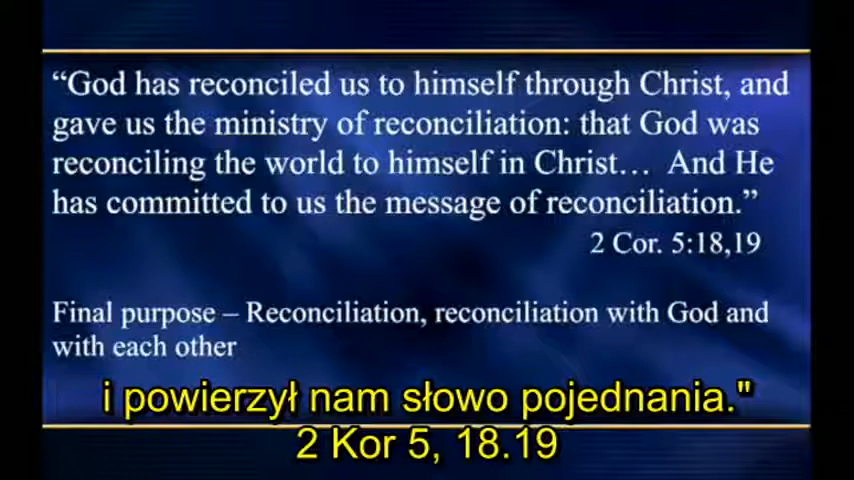 “God has reconciled us to himself through Christ, and
gave us the ministry of reconciliation: that God was
reconciling the world to himself in Christ… And He
has committed to us the message of reconciliation.”
2 Cor. 5:18,19
Final purpose – Reconciliation, reconciliation with God and
with each other
i powierzył nam słowo pojednania."
2 Kor 5, 18.19